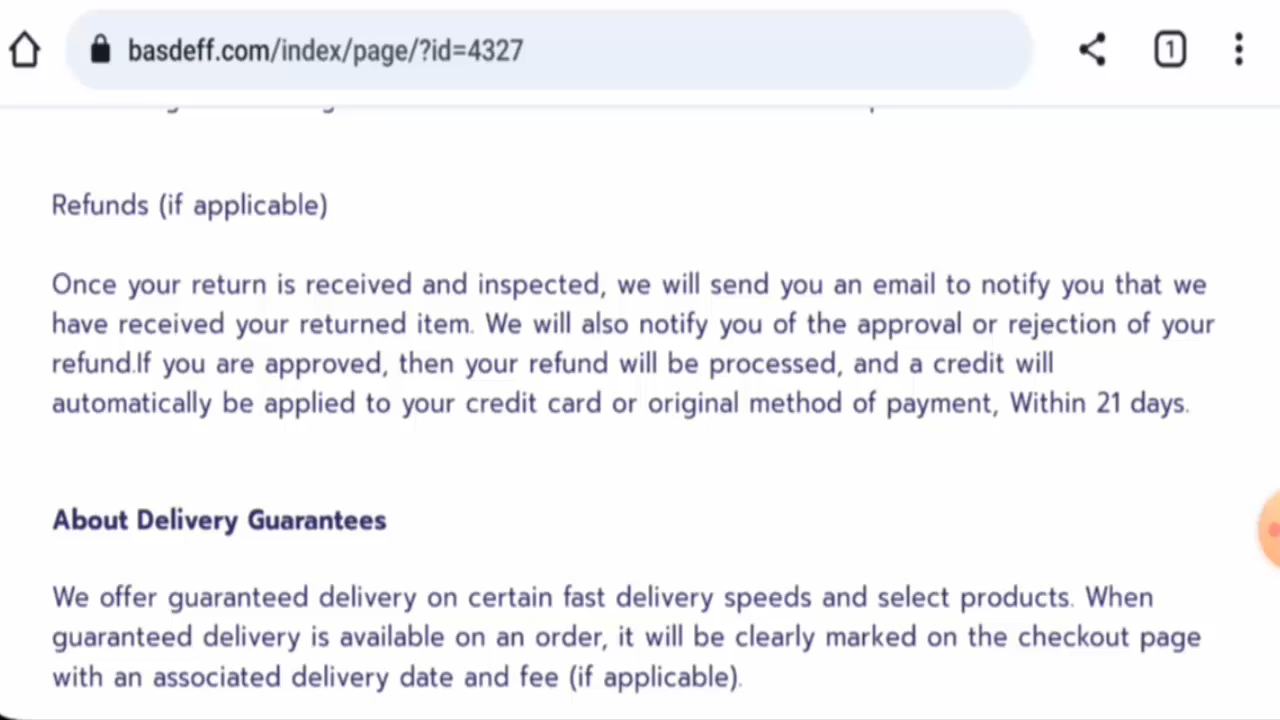 basdeff.com/index/page/?id=4327
1
Refunds (if applicable)
Once your return is received and inspected, we will send you an email to notify you that we
have received your returned item. We will also notify you of the approval or rejection of your
refund.If you are approved, then your refund will be processed, and a credit will
automatically be applied to your credit card or original method of payment, Within 21 days.
About Delivery Guarantees
We offer guaranteed delivery on certain fast delivery speeds and select products. When
guaranteed delivery is available on an order, it will be clearly marked on the checkout page
with an associated delivery date and fee (if applicable).